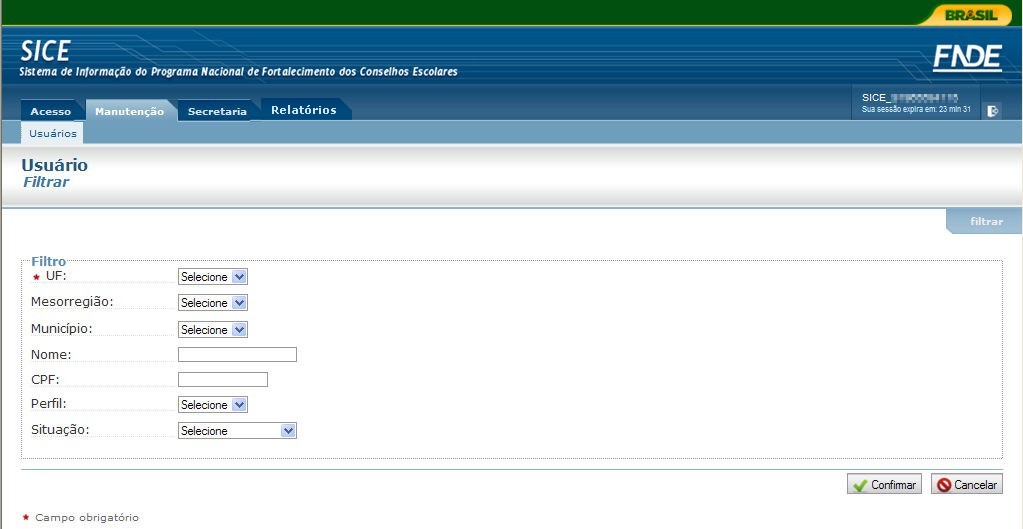 BRASIL
SICE
FNDE
Sistema de Informação do Programa Nacional de Fortalecimento dos Conselhos Escolares
Acesso Manutenção Secretaria Relatórios
SICE_
Sua sessão expira em: 23 min 31
Usuários
Usuário
Filtrar
filtrar
Filtro
* UF: Selecione
Mesorregião: Selecione
Município: Selecione
Nome:
CPF:
Perfil: Selecione
Situação: Selecione
Confirmar Cancelar
* Campo obrigatório